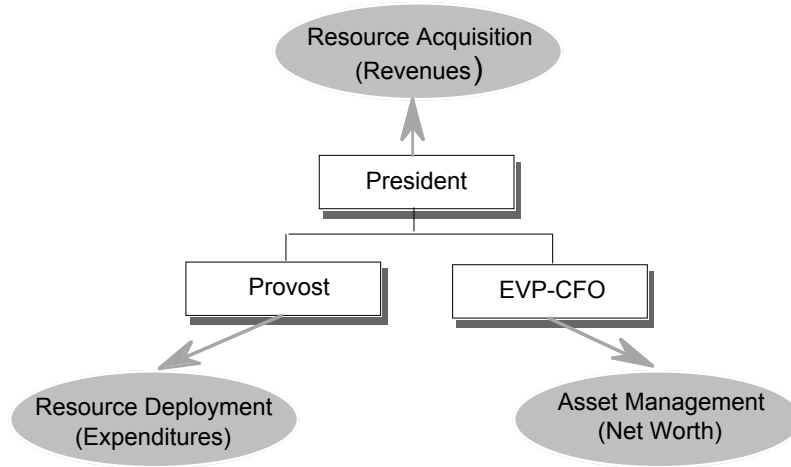 Resource Acquisition
(Revenues)
President
Provost
EVP-CFO
Resource Deployment
(Expenditures)
Asset Management
(Net Worth)